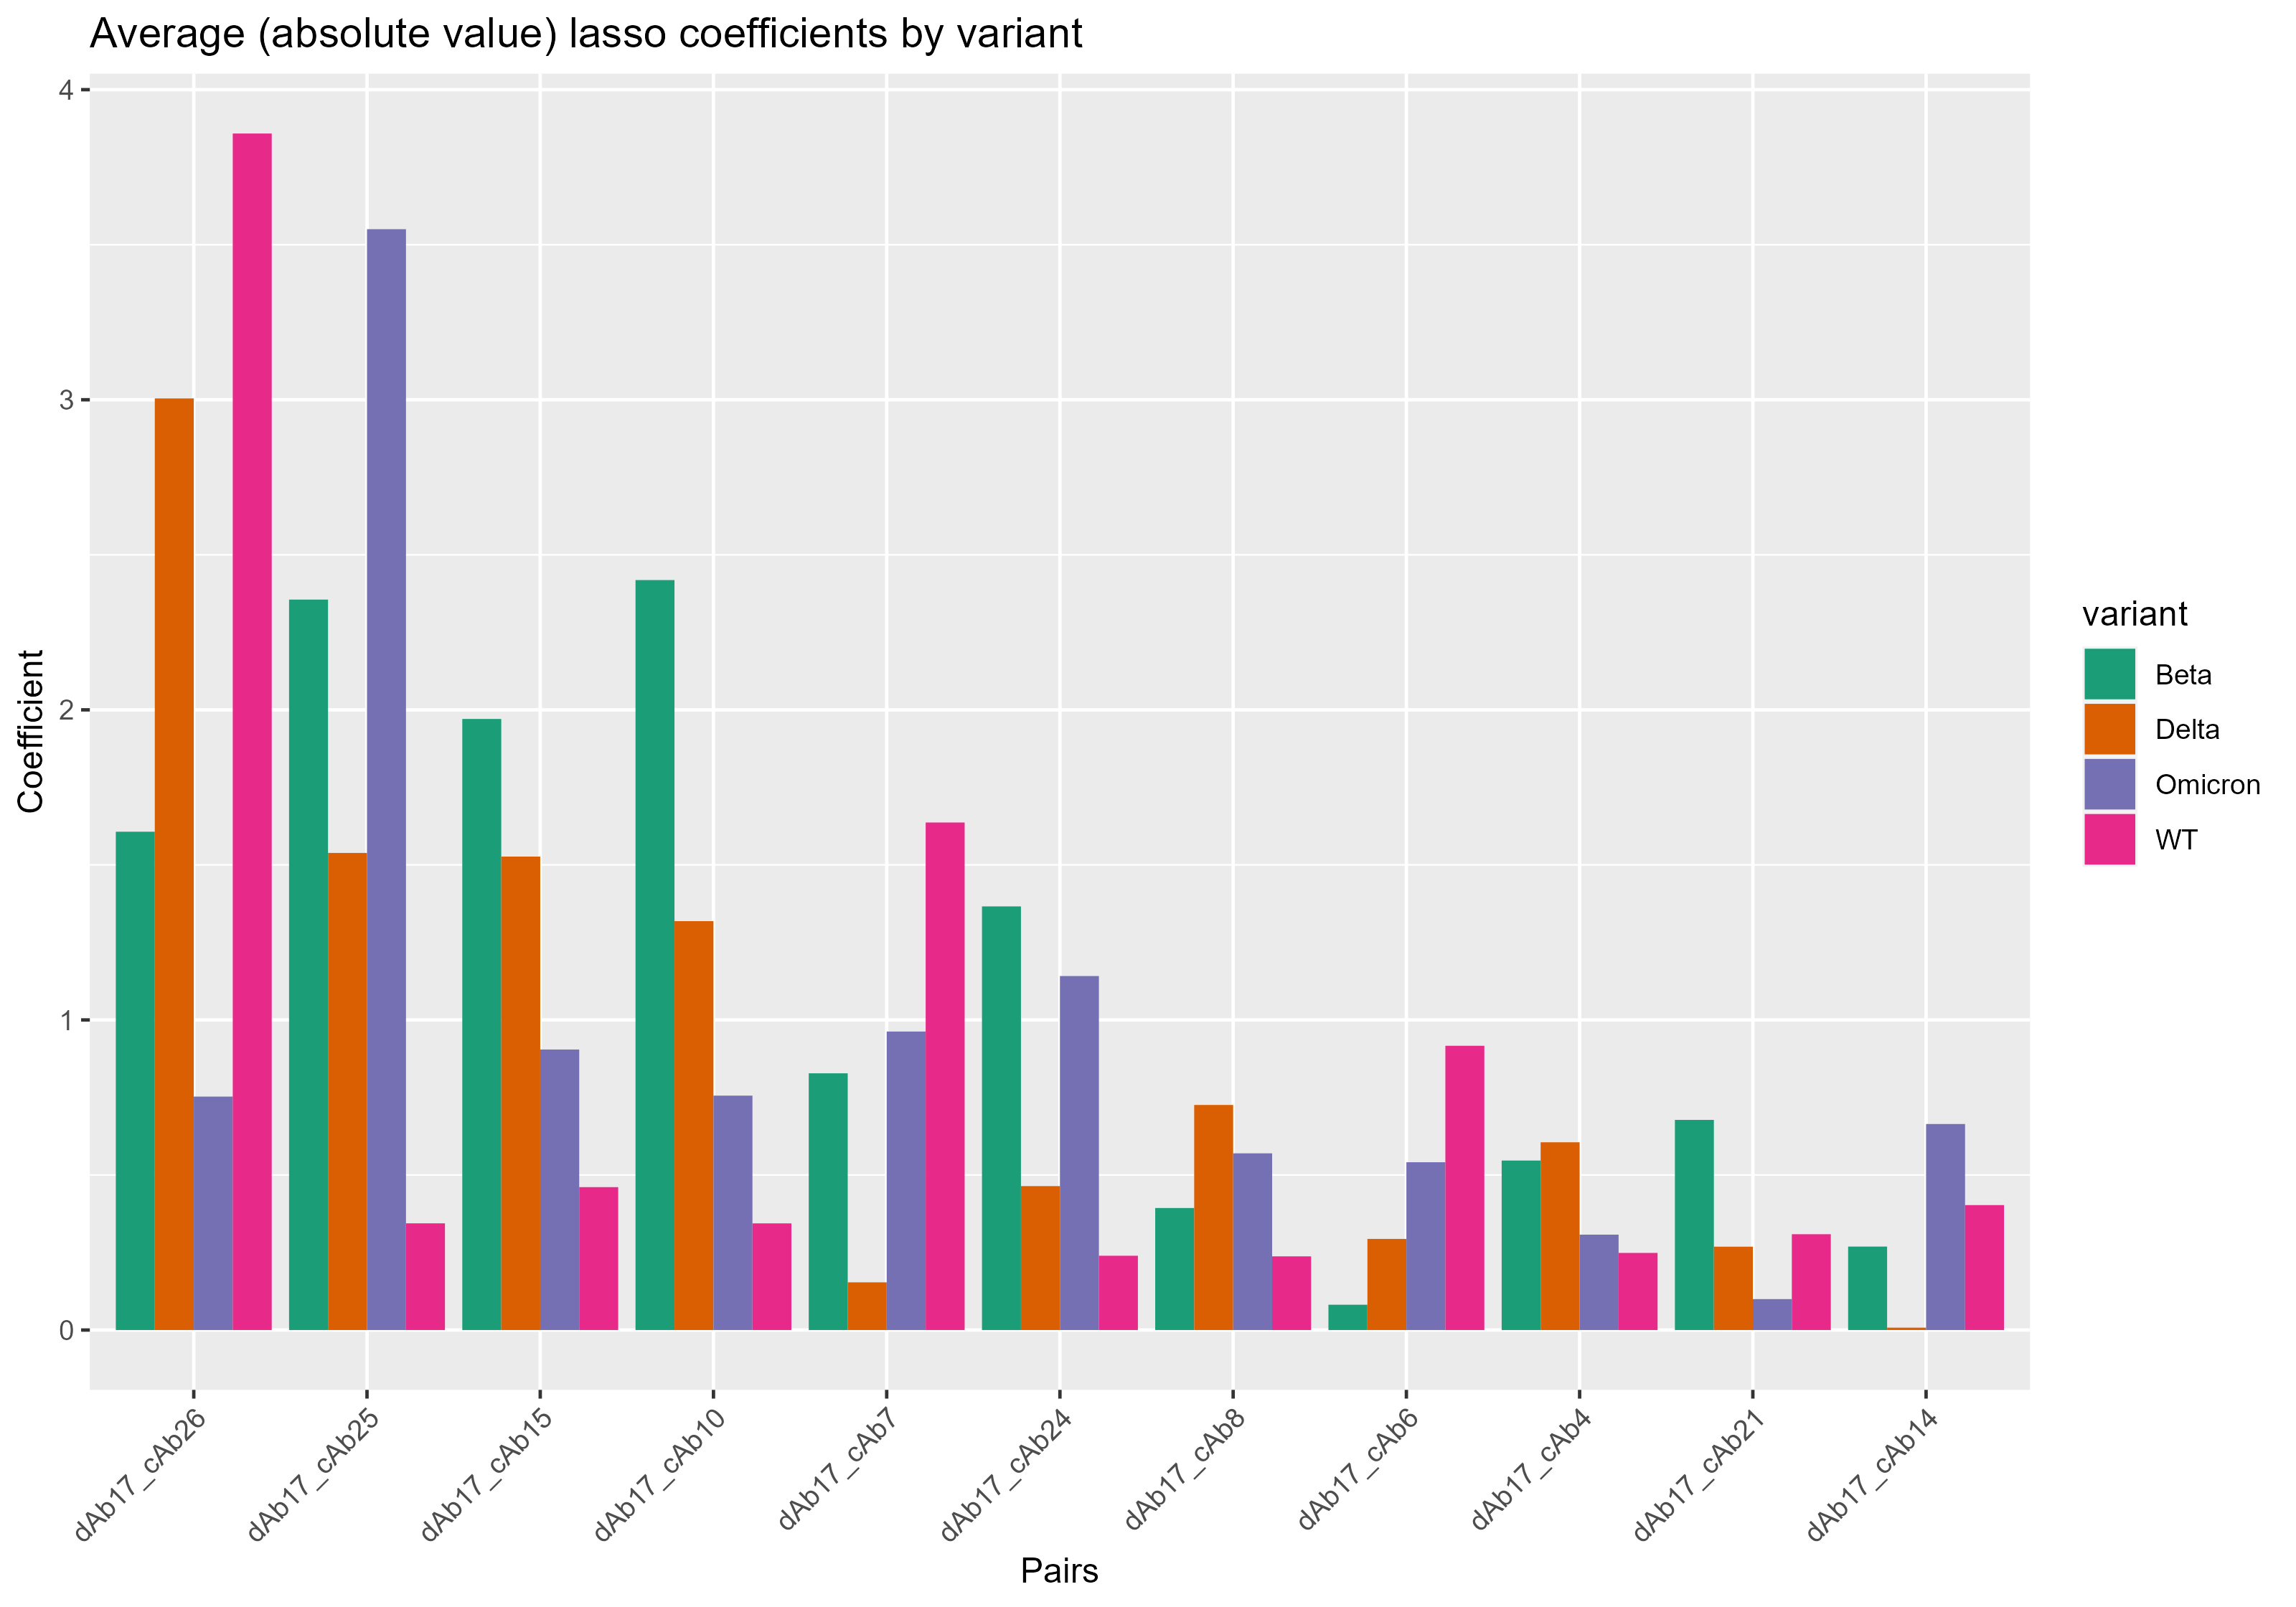 Average (absolute value) lasso coefficients by variant
4
3
2
1
0
Coefficient
dAb17_cAb26
dAb17_cAb25
dAb17_cAb15
dAb17_cAb10
dAb17_cAb7
dAb17_cAb24
dAb17_cAb8
dAb17_cAb6
dAb17_cAb4
dAb17_cAb21
dAb17_cAb14
Pairs
variant
Beta
Delta
Omicron
WT